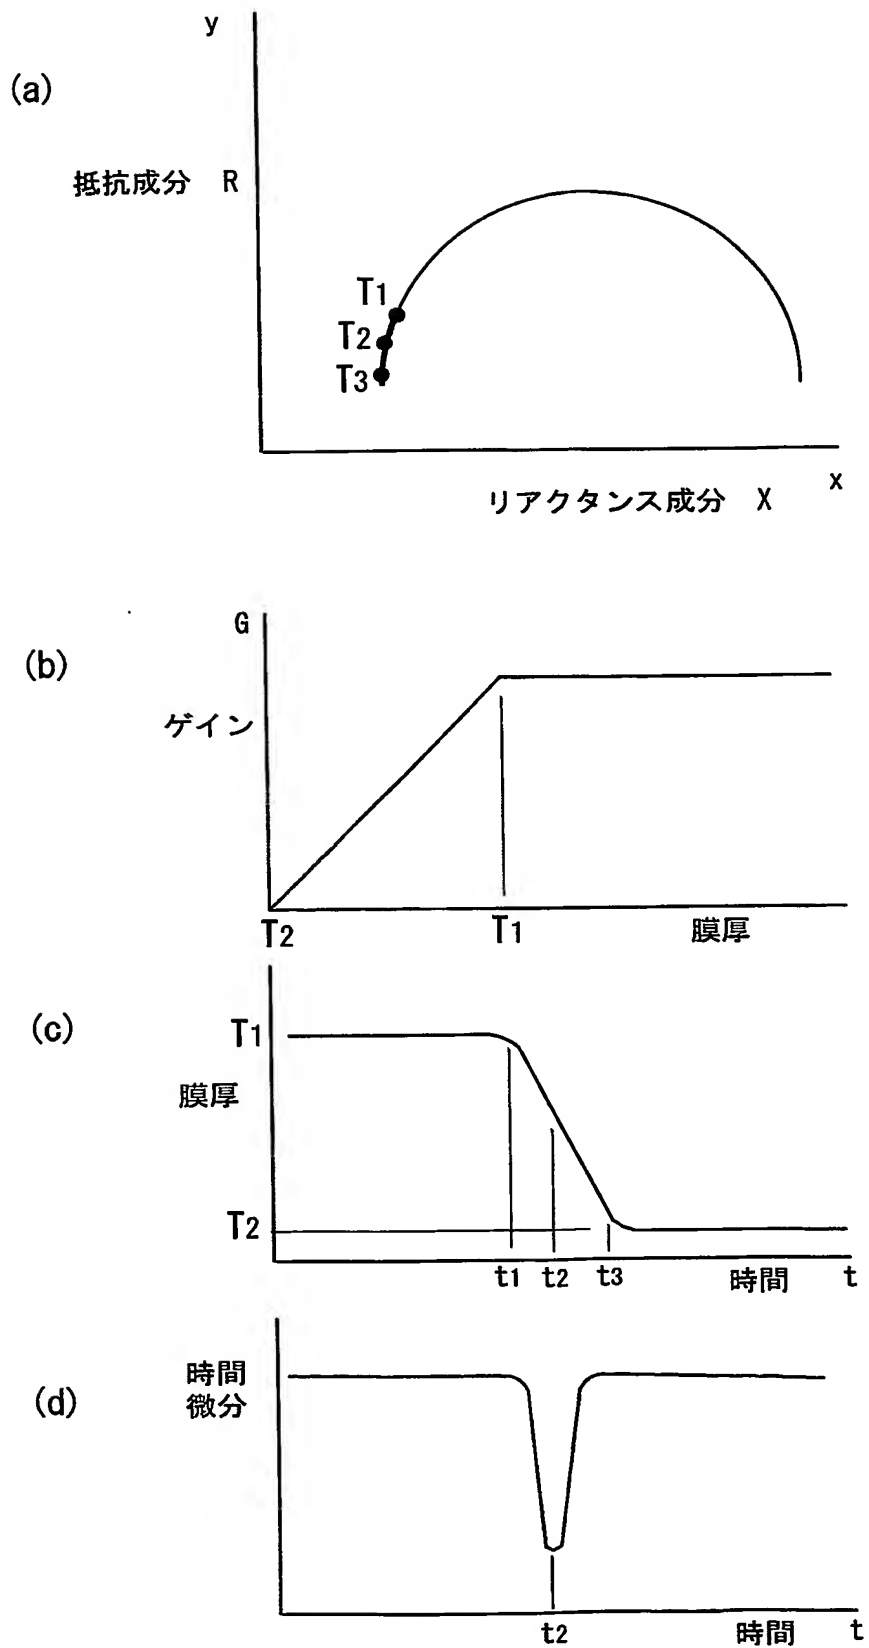 (a)
y
抵抗成分 R
T1
T2
T3
x
リアクタンス成分 X
(b)
G
ゲイン
T2
T1
膜厚
(c)
T1
膜厚
T2
t1
t2
t3
時間
t
(d)
時間
微分
t2
時間
t